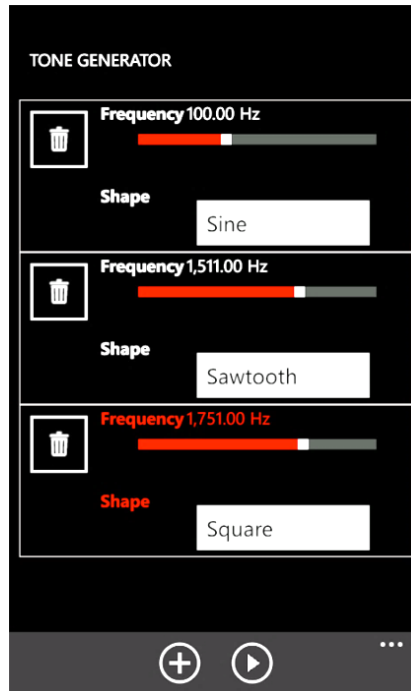 TONE GENERATOR
Frequency 100.00 Hz
Shape
Sine
Frequency 1,511.00 Hz
Shape
Sawtooth
Frequency 1,751.00 Hz
Shape
Square